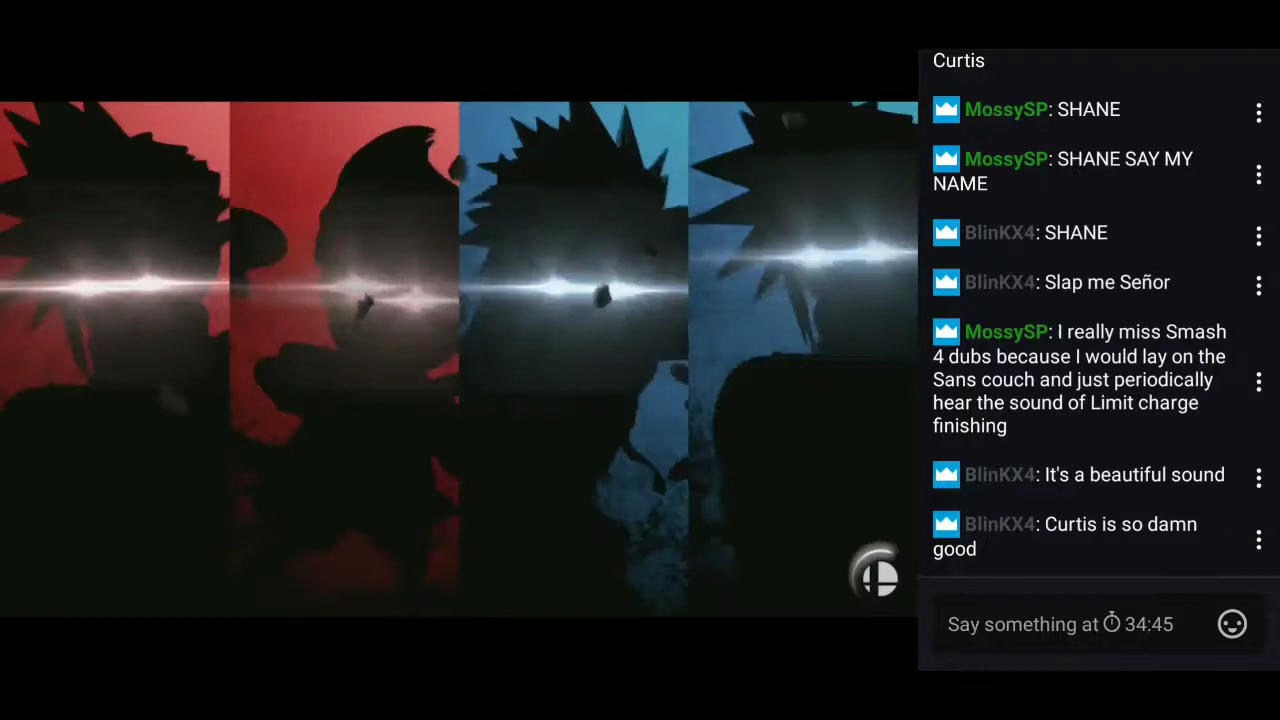 Curtis
MossySP: SHANE
MossySP: SHANE SAY MY
NAME
BlinKX4: SHANE
BlinKX4: Slap me Señor
MossySP: I really miss Smash
4 dubs because I would lay on the
Sans couch and just periodically
hear the sound of Limit charge
finishing
BlinKX4: It's a beautiful sound
BlinKX4: Curtis is so damn
good
Say something at 34:45